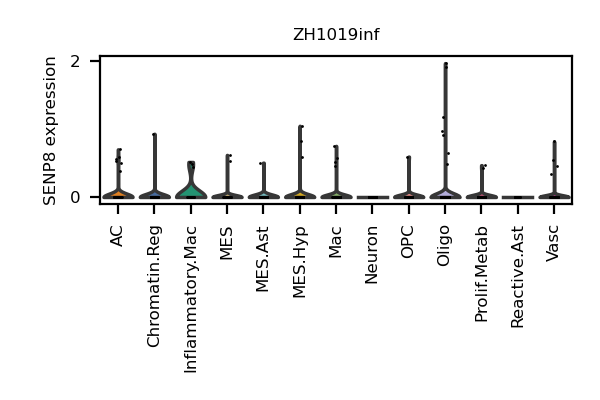 ZH1019inf
SENP8 expression
2
0
AC
Chromatin.Reg
Inflammatory.Mac
MES
MES.Ast
MES.Hyp
Mac
Neuron
OPC
Oligo
Prolif.Metab
Reactive.Ast
Vasc